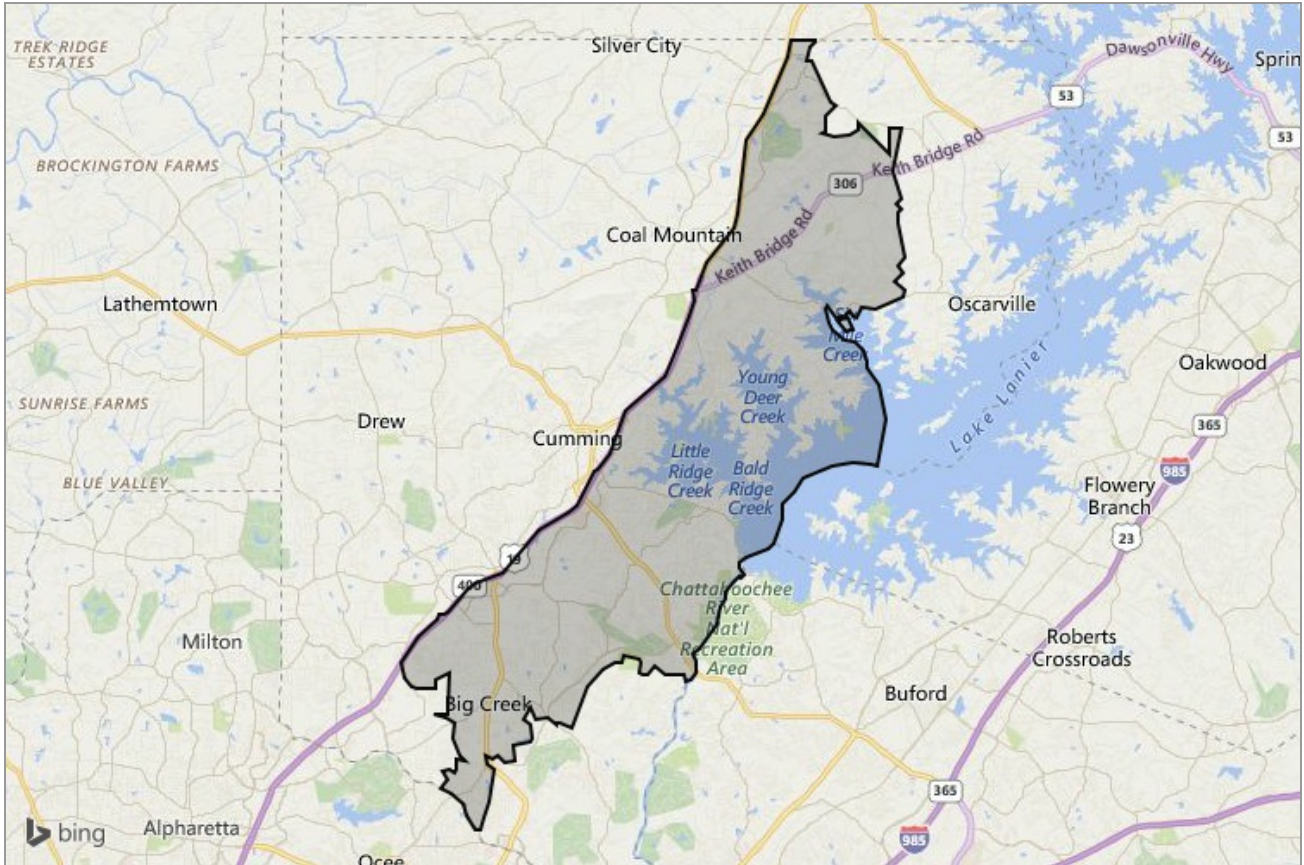 TREK RIDGE
ESTATES
Silver City
Dawsonville Hwy
Sprin
53
53
BROCKINGTON FARMS
Keith Bridge Rd
306
Coal Mountain
Keith Bridge Rd
Lathemtown
Oscarville
Mile
Creek
Oakwood
Young
Deer
Creek
Lake Lanier
SUNRISE FARMS
Drew
Cumming
365
Little
Ridge
Creek
Bald
Ridge
Creek
985
BLUE VALLEY
Flowery
Branch
23
19
400
Chattahoochee
River
Nat'l
Recreation
Area
Milton
Roberts
Crossroads
Buford
Big Creek
365
bing
Alpharetta
985
Ocee